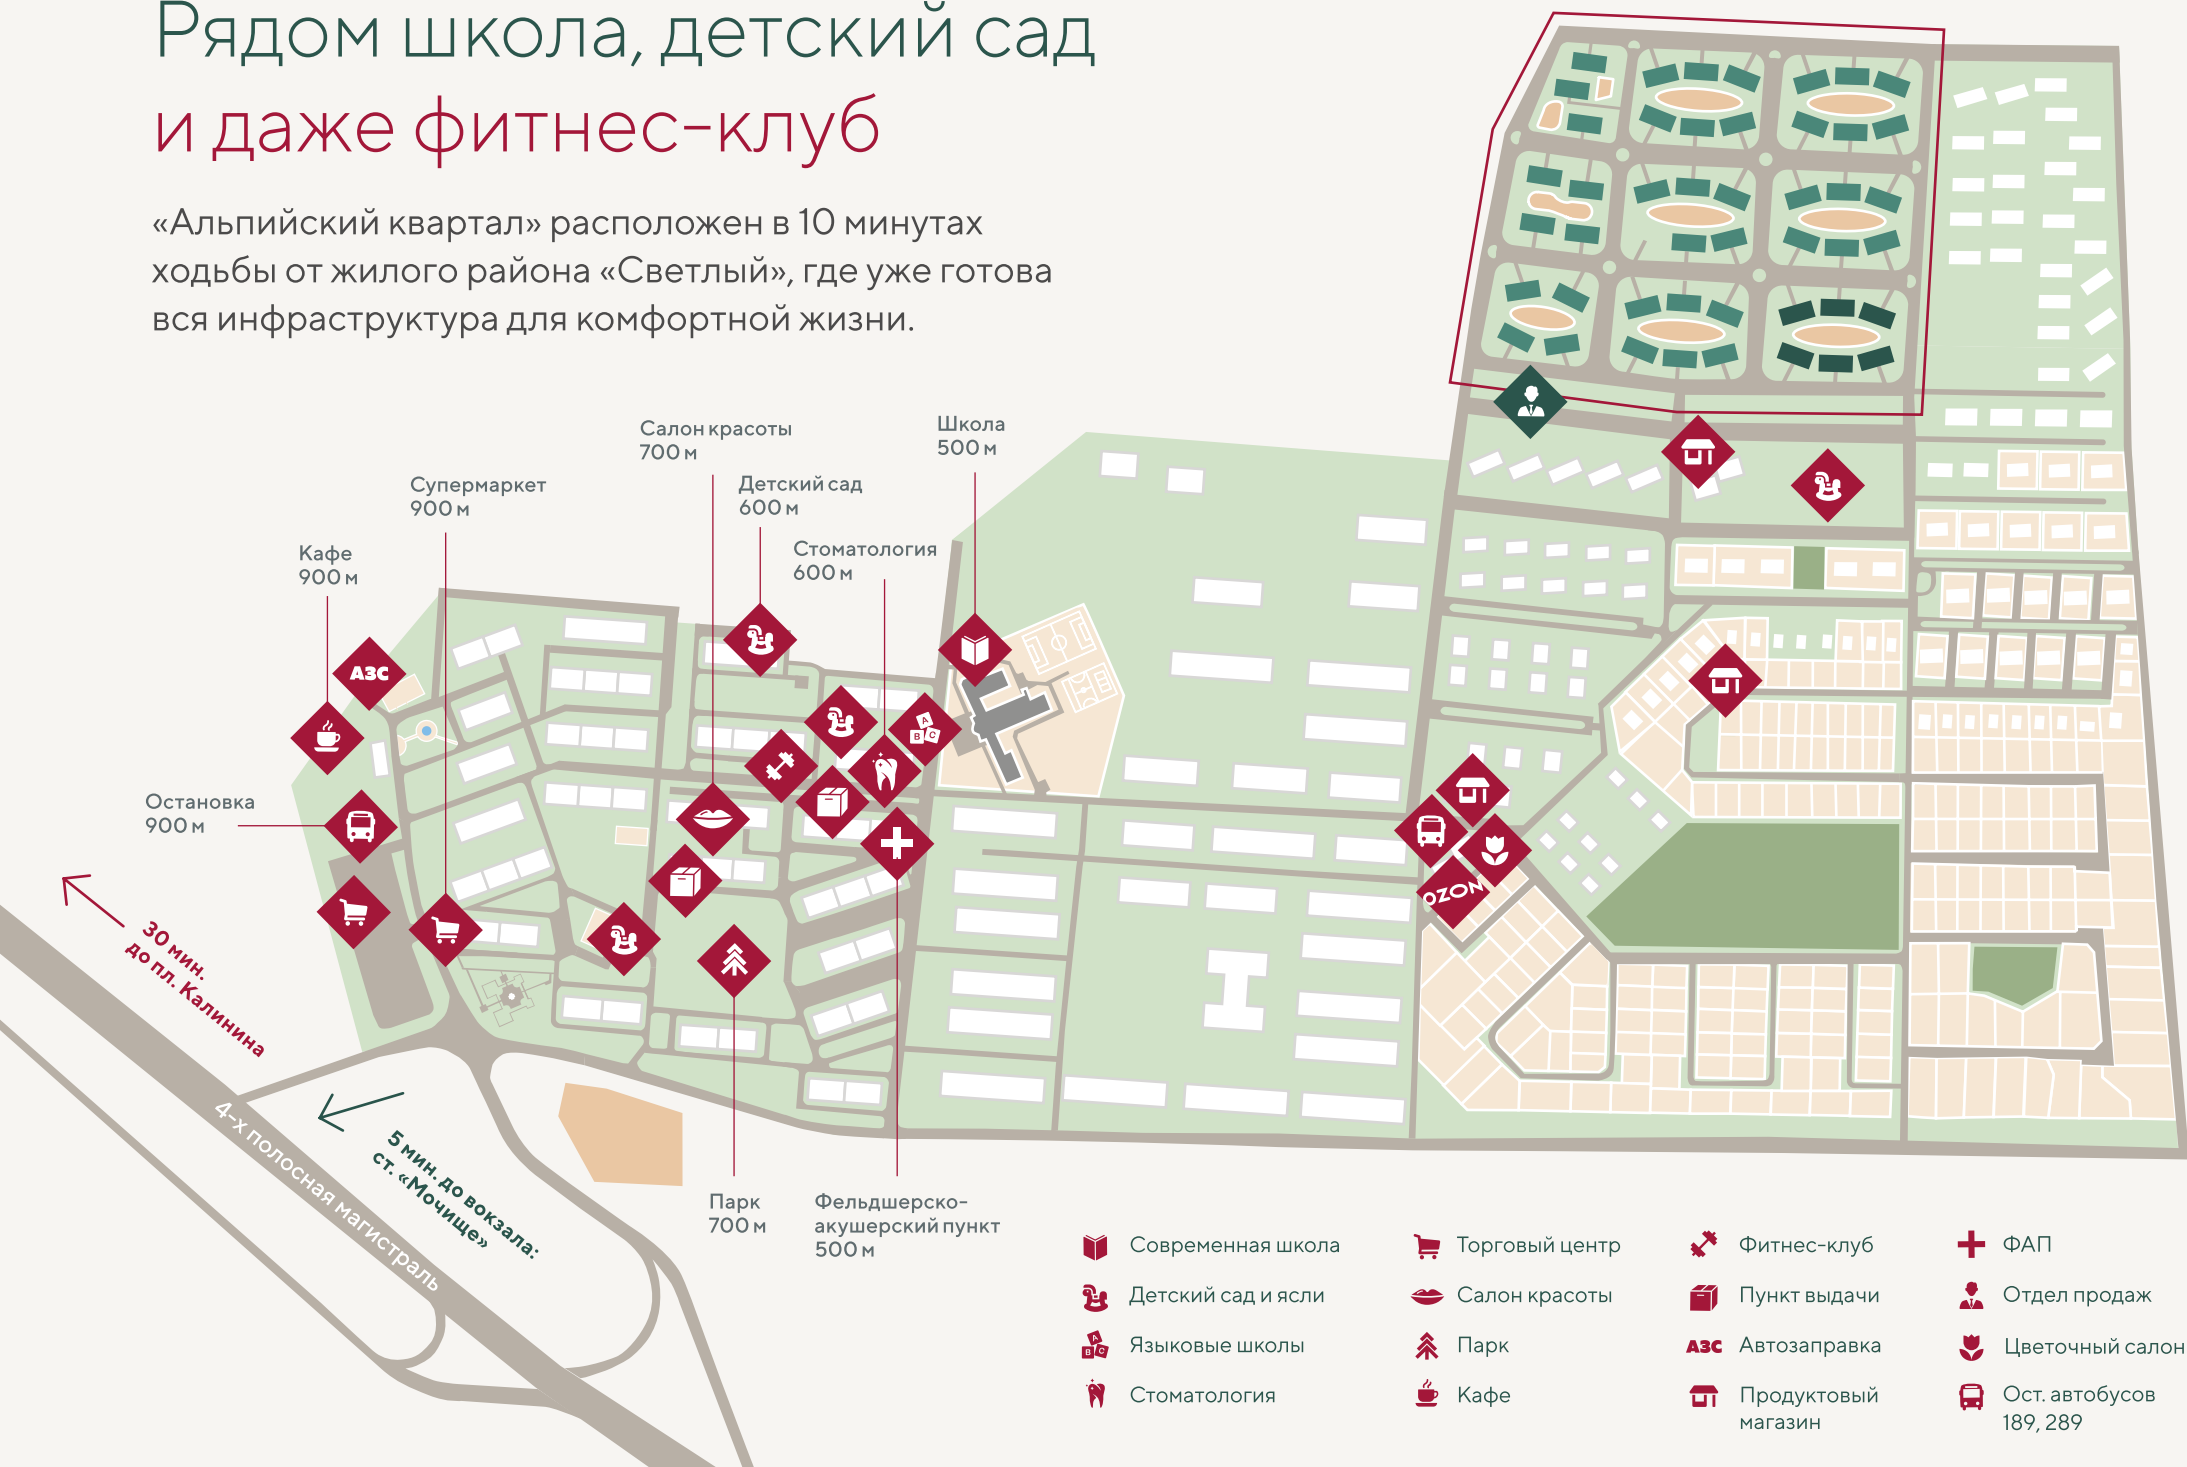 Рядом школа, детский сад
и даже фитнес-клуб
«Альпийский квартал» расположен в 10 минутах
ходьбы от жилого района «Светлый», где уже готова
вся инфраструктура для комфортной жизни.
Салон красоты
700 м
Школа
500 м
Супермаркет
900 м
Детский сад
600 м
Стоматология
600 м
Кафе
900 м
АЗС
A
B C
Остановка
900 м
OZON
30 мин.
до пл. Калинина
4-х полосная магистраль
5 мин. до вокзала:
ст. «Мочище»
Парк
700 м
Фельдшерско-
акушерский пункт
500 м
Современная школа
Детский сад и ясли
A
B C
Языковые школы
Стоматология
Торговый центр
Салон красоты
Парк
Кафе
Фитнес-клуб
Пункт выдачи
АЗС Автозаправка
Продуктовый
магазин
ФАП
Отдел продаж
Цветочный салон
Ост. автобусов
189, 289